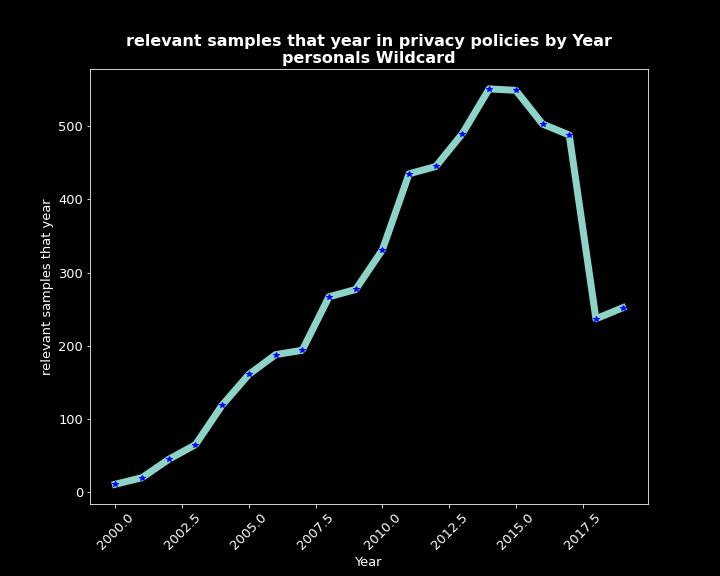 relevant samples that year in privacy policies by Year
personals Wildcard
relevant samples that year
500
400
300
200
100
0
2000.0 2002.5 2005.0 2007.5 2010.0 2012.5 2015.0 2017.5
Year